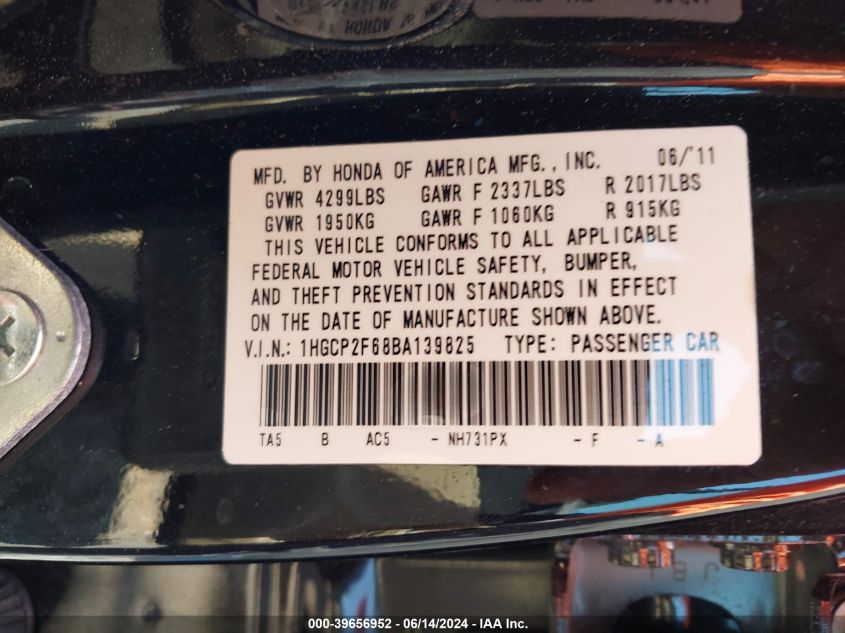 HONDA
MFD. BY HONDA OF AMERICA MFG., INC. 06/'11
GVWR 4299LBS GAWR F 2337LBS R 2017LBS
GVWR 1950KG GAWR F 1060KG R 915KG
THIS VEHICLE CONFORMS TO ALL APPLICABLE
FEDERAL MOTOR VEHICLE SAFETY, BUMPER,
AND THEFT PREVENTION STANDARDS IN EFFECT
ON THE DATE OF MANUFACTURE SHOWN ABOVE.
V.I.N.: 1HGCP2F68BA139825 TYPE: PASSENGER CAR
TA5 B AC5 - NH731PX - F - A
000-39656952 - 06/14/2024 - IAA Inc.